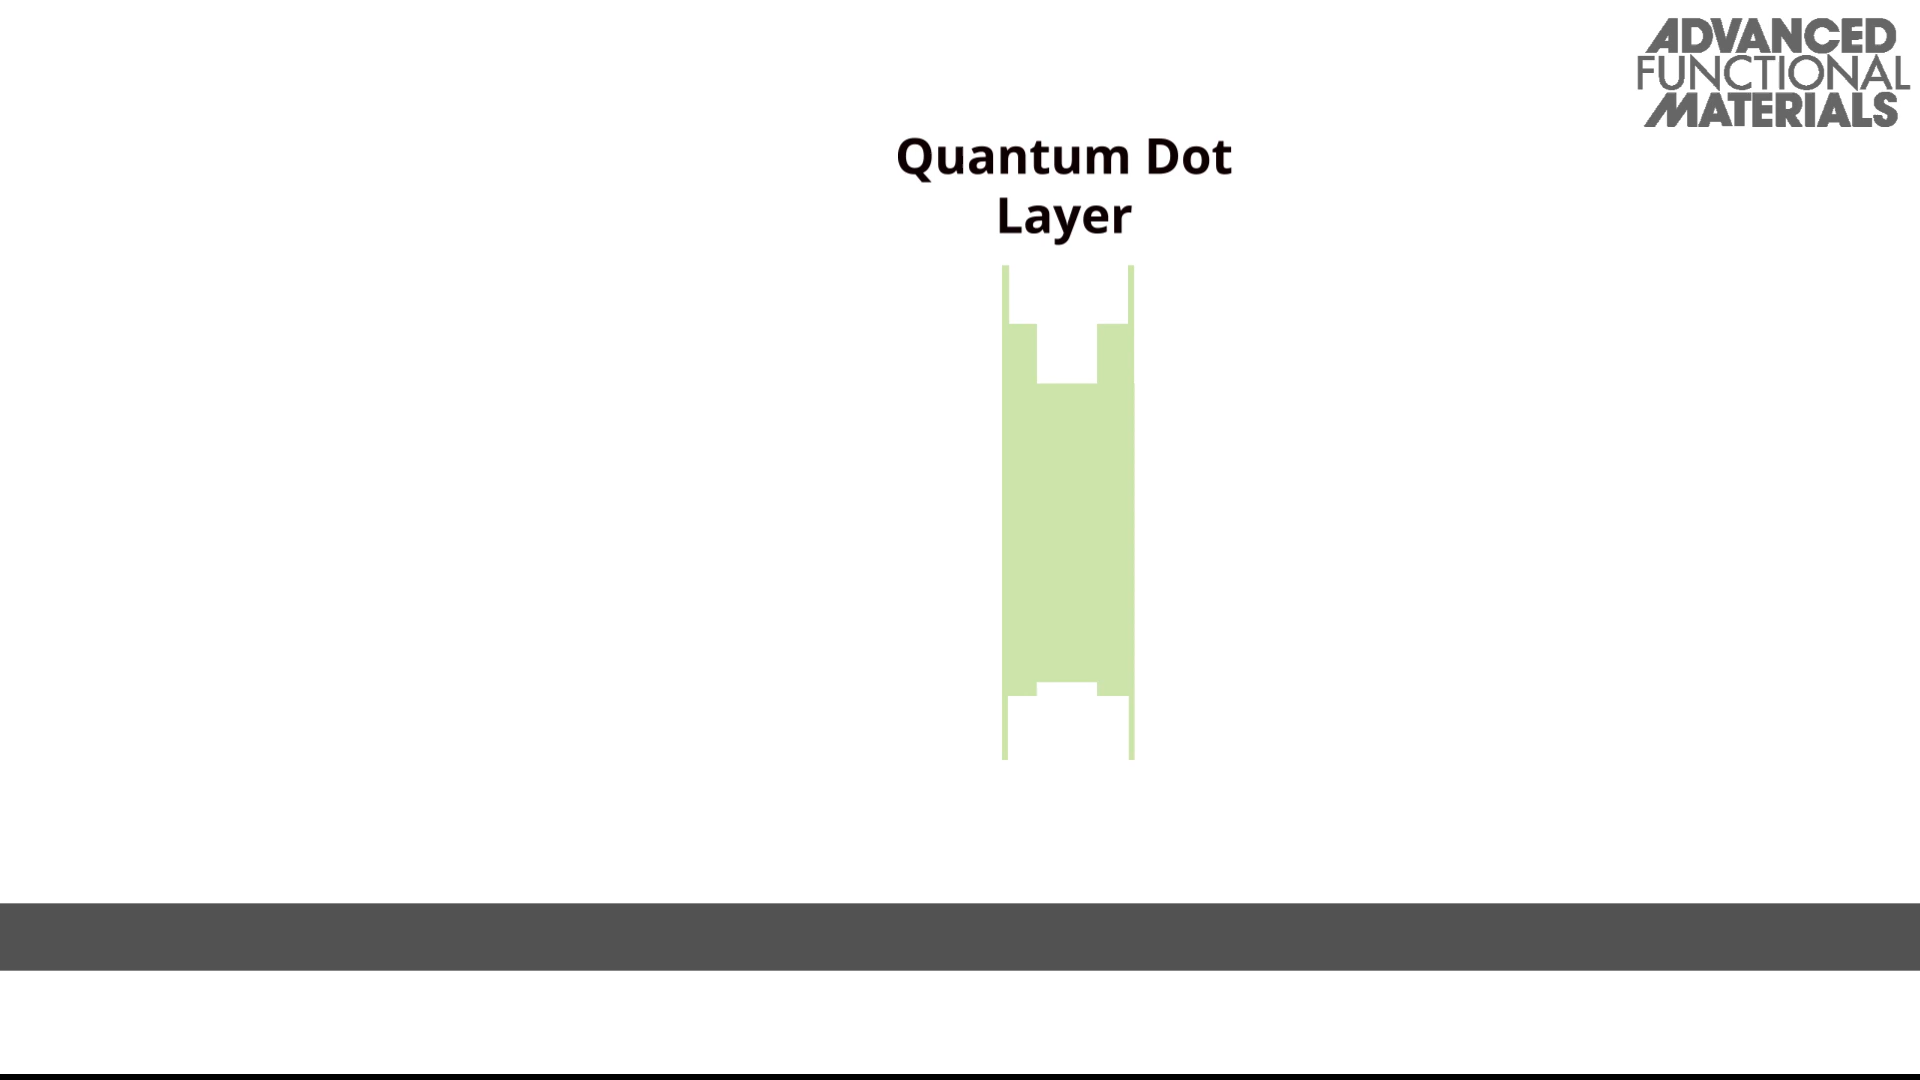 ADVANCED
FUNCTIONAL
MATERIALS
Quantum Dot
Layer